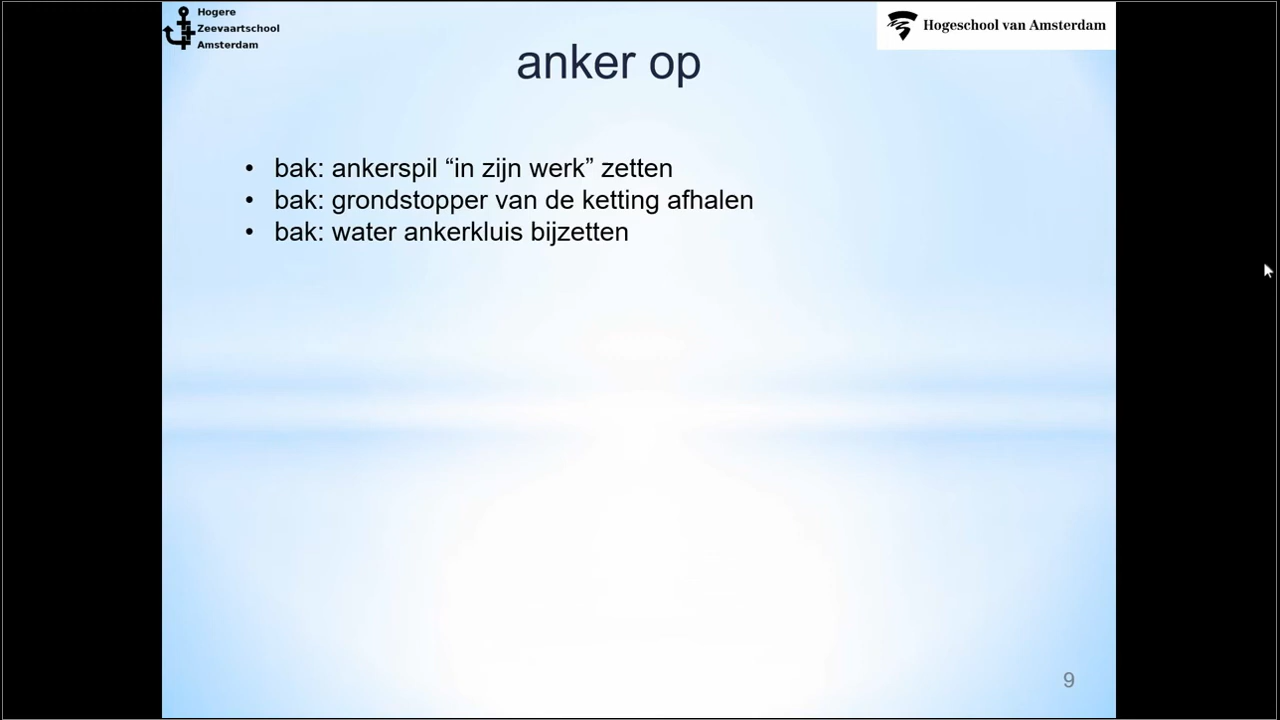 Hogere
Zeevaartschool
Amsterdam
Hogeschool van Amsterdam
anker op
• bak: ankerspil “in zijn werk” zetten
• bak: grondstopper van de ketting afhalen
• bak: water ankerkluis bijzetten
9